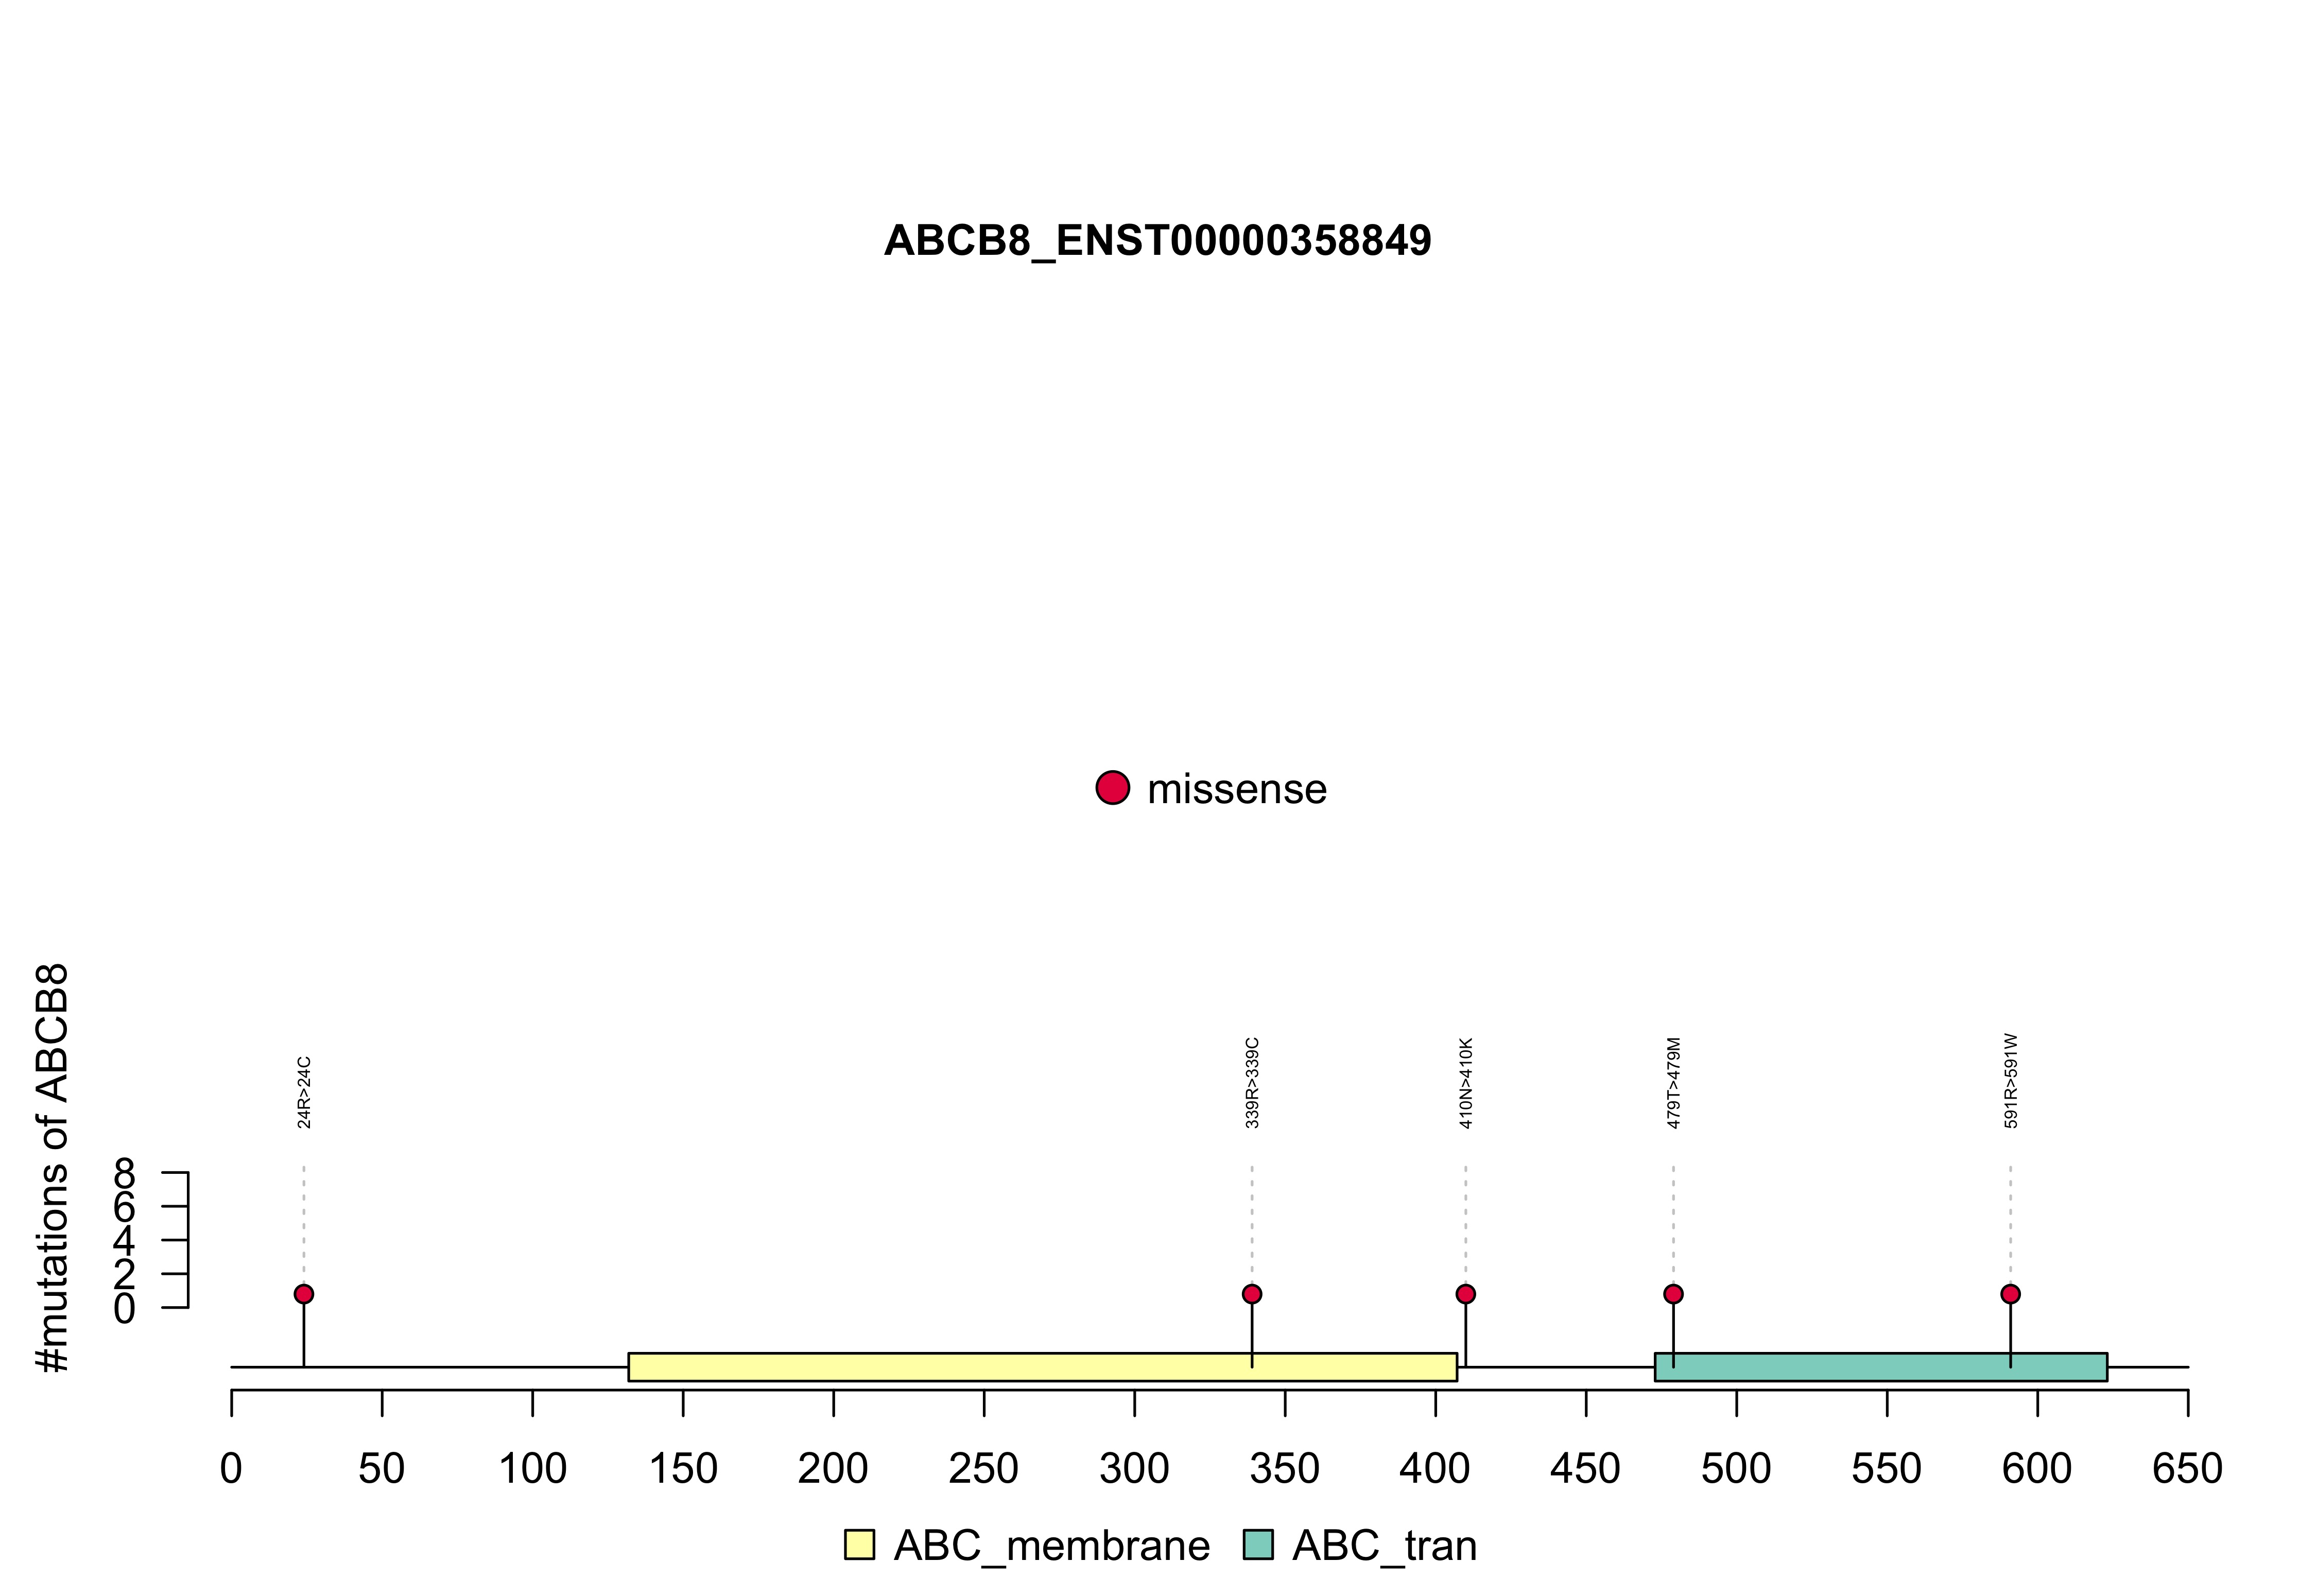 ABCB8_ENST00000358849
missense
#mutations of ABCB8
24R>24C
339R>339C
410N>410K
479T>479M
591R>591W
8
6
4
2
0
0 50 100 150 200 250 300 350 400 450 500 550 600 650
ABC_membrane ABC_tran